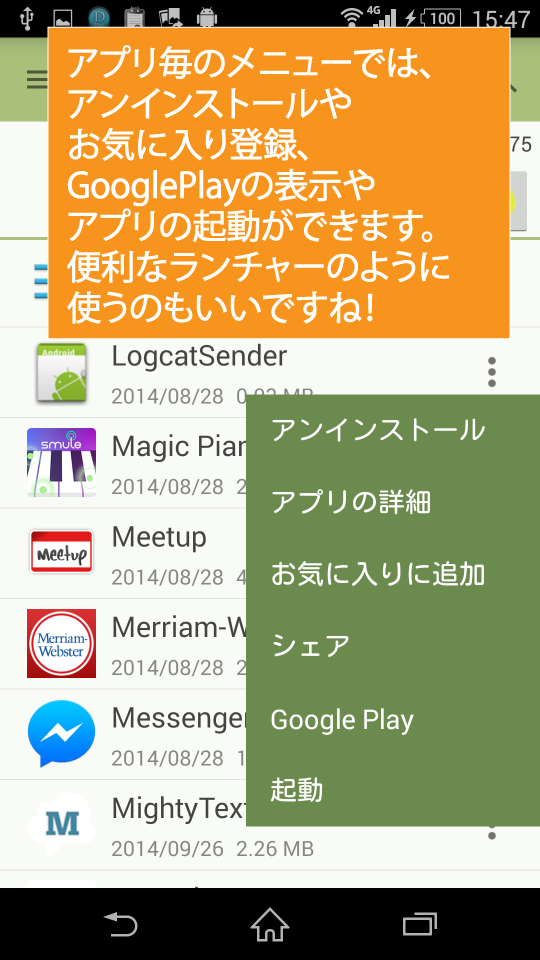 4G
100
15:47
アプリ毎のメニューでは、
アンインストールや
お気に入り登録、
GooglePlayの表示や
アプリの起動ができます。
便利なランチャーのように
使うのもいいですね!
75
Android
LogcatSender
2014/08/28 0.02 MB
アンインストール
smule
Magic Pian
2014/08/28 2
アプリの詳細
Meetup
Meetup
2014/08/28 4
お気に入りに追加
Merriam-Webster
Merriam-W
2014/08/28 2
シェア
Messenger
2014/08/28 1
Google Play
起動
M
MightyText
2014/09/26 2.26 MB